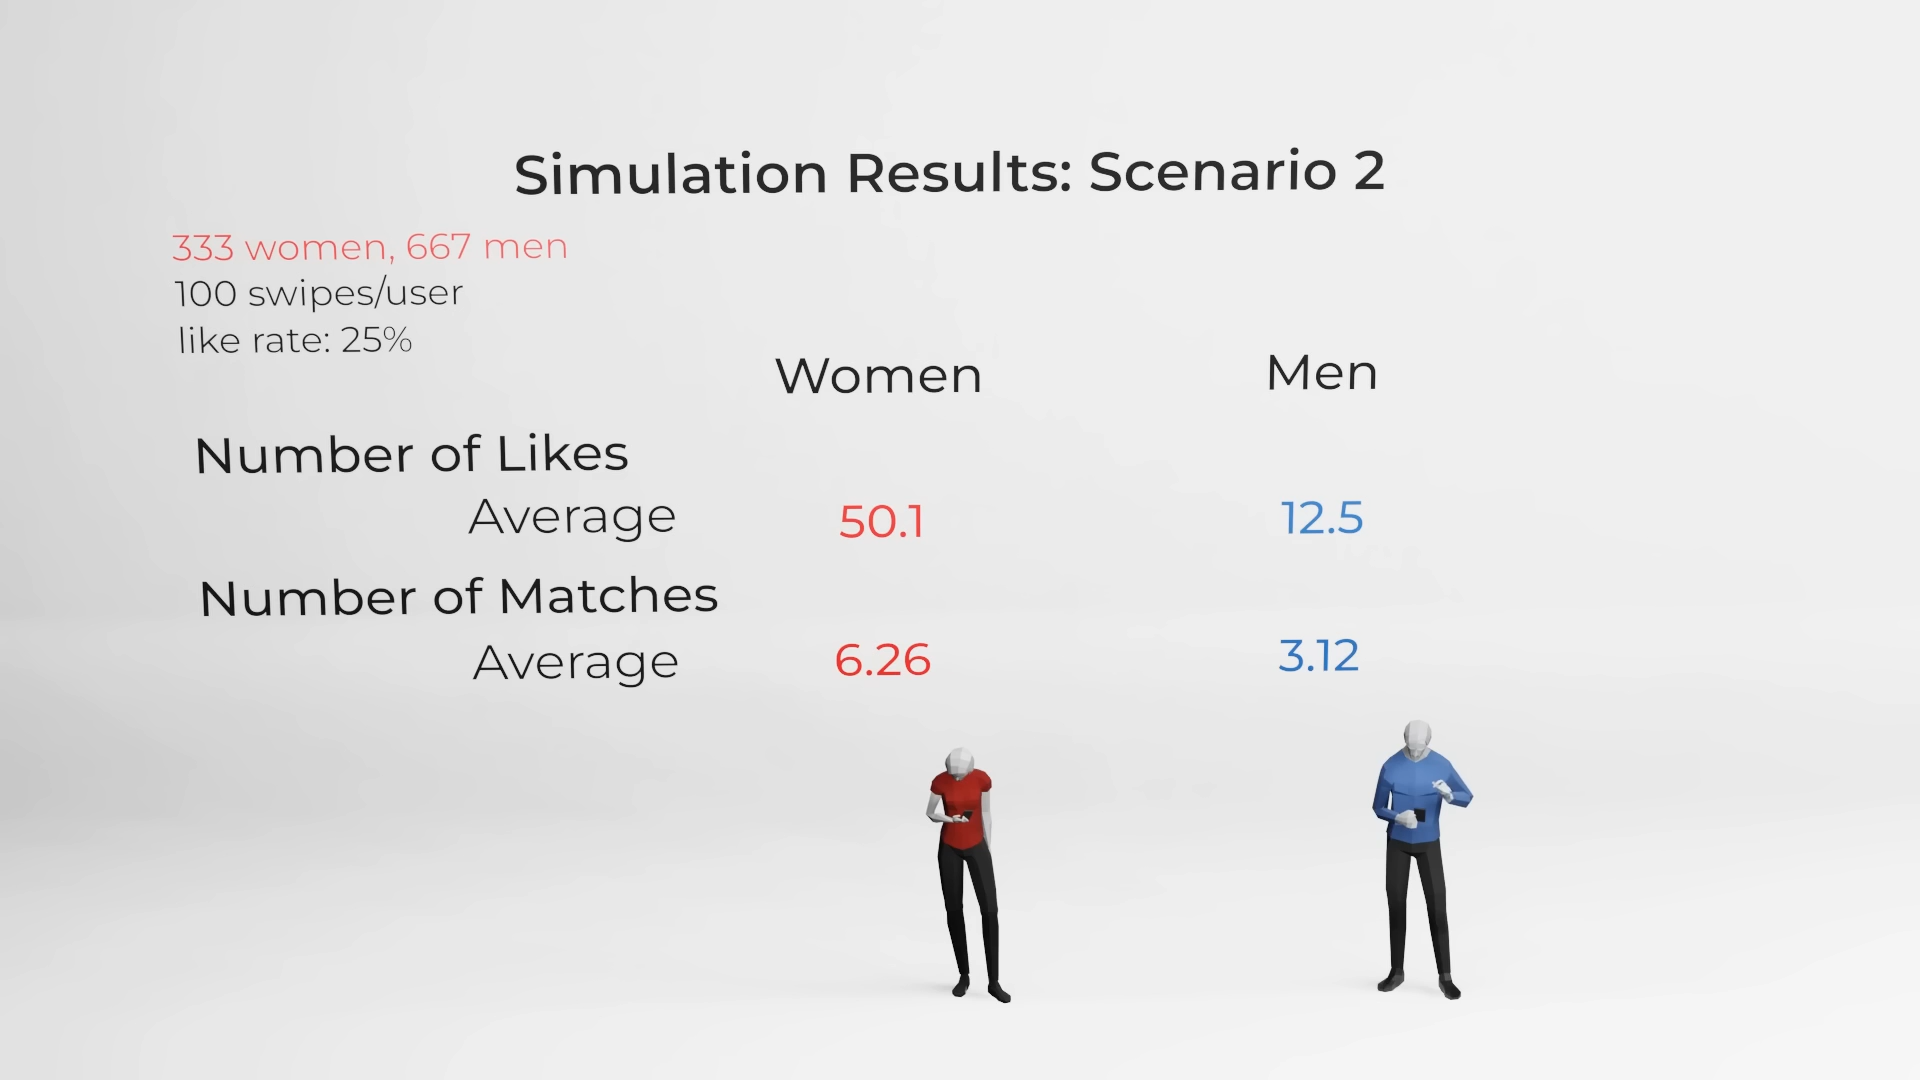 Simulation Results: Scenario 2
333 women, 667 men
100 swipes/user
like rate: 25%
Women Men
Number of Likes
Average 50.1 12.5
Number of Matches
Average 6.26 3.12